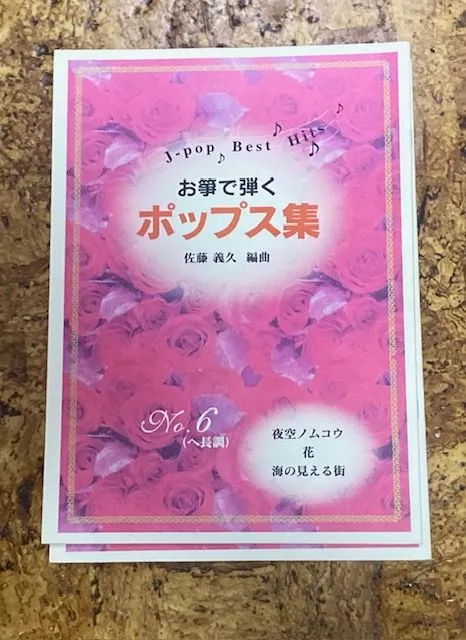 J-pop Best Hits
お箏で弾く
ポップス集
佐藤 義久 編曲
No.6
(ヘ長調)
夜空ノムコウ
花
海の見える街